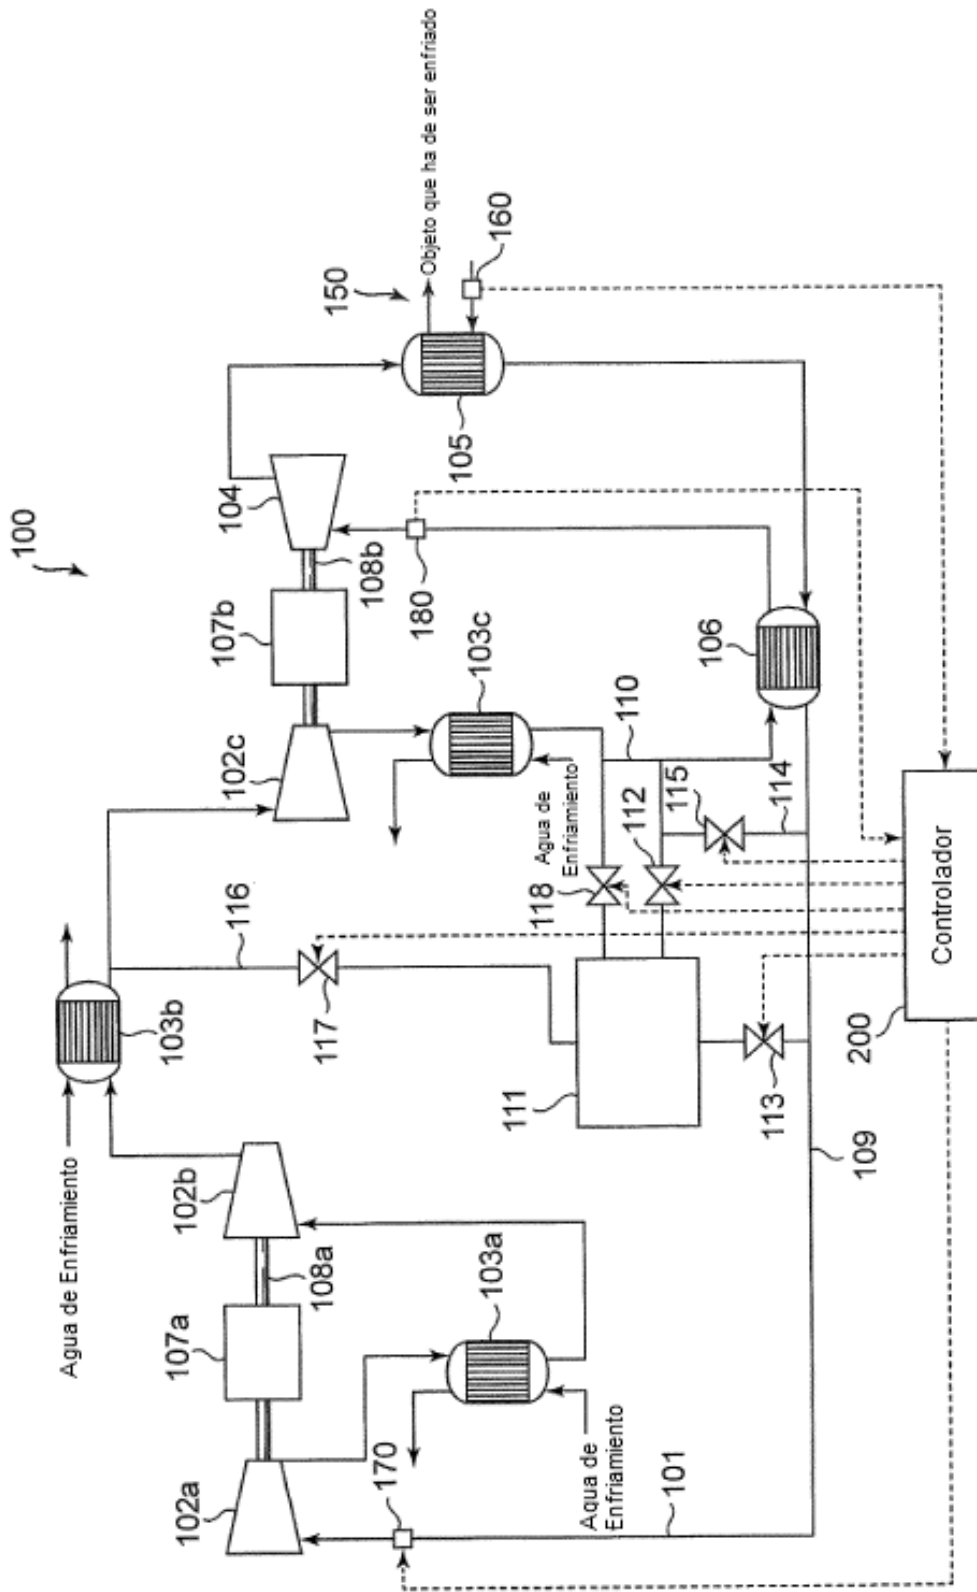 100
Agua de Enfriamiento
103b
102a
107a
102b
102c
107b
104
116
108a
117
108b
150
Objeto que ha de ser enfriado
170
180
105
103a
103c
160
111
118
Agua de
Enfriamiento
Aqua de
Enfriamiento
112
110
101
115
106
113
114
109
200
Controlador